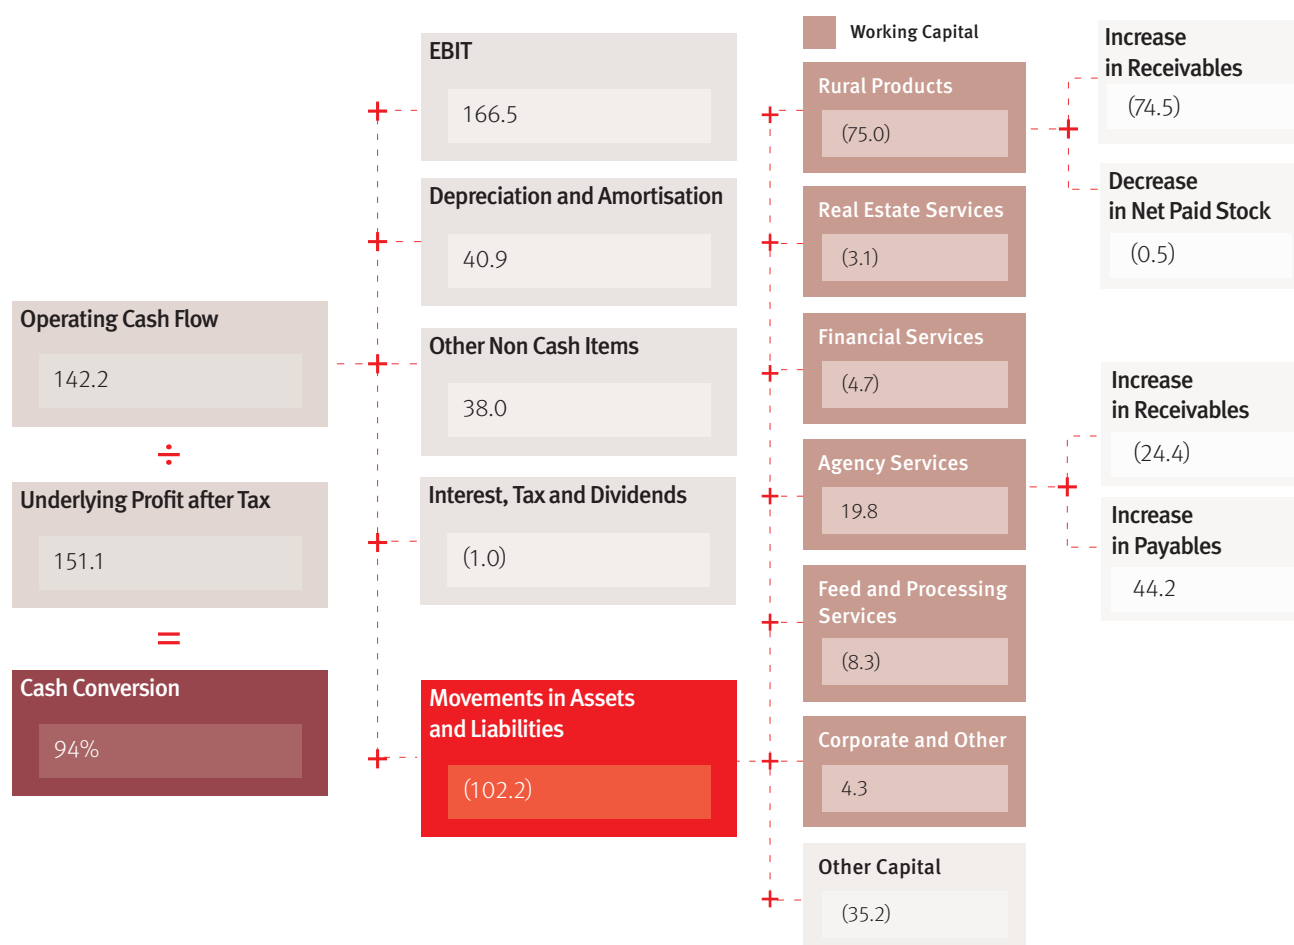 Operating Cash Flow
142.2
÷
Underlying Profit after Tax
151.1
=
Cash Conversion
94%
EBIT
166.5
Depreciation and Amortisation
40.9
Other Non Cash Items
38.0
Interest, Tax and Dividends
(1.0)
Movements in Assets
and Liabilities
(102.2)
Working Capital
Rural Products
(75.0)
Real Estate Services
(3.1)
Financial Services
(4.7)
Agency Services
19.8
Feed and Processing
Services
(8.3)
Corporate and Other
4.3
Other Capital
(35.2)
Increase
in Receivables
(74.5)
Decrease
in Net Paid Stock
(0.5)
Increase
in Receivables
(24.4)
Increase
in Payables
44.2